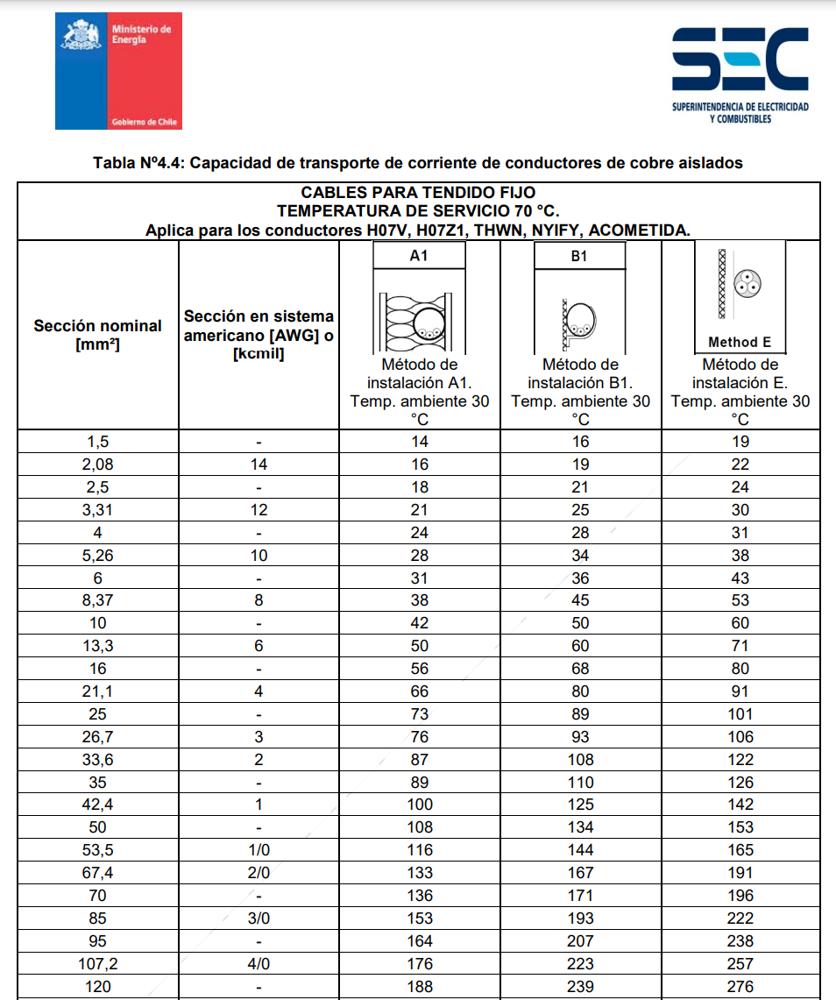 Ministerio de
Energía
Gobierno de Chile
SEC
SUPERINTENDENCIA DE ELECTRICIDAD
Y COMBUSTIBLES
Tabla Nº4.4: Capacidad de transporte de corriente de conductores de cobre aislados
CABLES PARA TENDIDO FIJO
TEMPERATURA DE SERVICIO 70 °C.
Aplica para los conductores H07V, H07Z1, THWN, NYIFY, ACOMETIDA.
Sección nominal
[mm²]
Sección en sistema
americano [AWG] o
[kcmil]
A1
Método de
instalación A1.
Temp. ambiente 30
°C
B1
Método de
instalación B1.
Temp. ambiente 30
°C
Method E
Método de
instalación E.
Temp. ambiente 30
°C
1,5 - 14 16 19
2,08 14 16 19 22
2,5 - 18 21 24
3,31 12 21 25 30
4 - 24 28 31
5,26 10 28 34 38
6 - 31 36 43
8,37 8 38 45 53
10 - 42 50 60
13,3 6 50 60 71
16 - 56 68 80
21,1 4 66 80 91
25 - 73 89 101
26,7 3 76 93 106
33,6 2 87 108 122
35 - 89 110 126
42,4 1 100 125 142
50 - 108 134 153
53,5 1/0 116 144 165
67,4 2/0 133 167 191
70 - 136 171 196
85 3/0 153 193 222
95 - 164 207 238
107,2 4/0 176 223 257
120 - 188 239 276